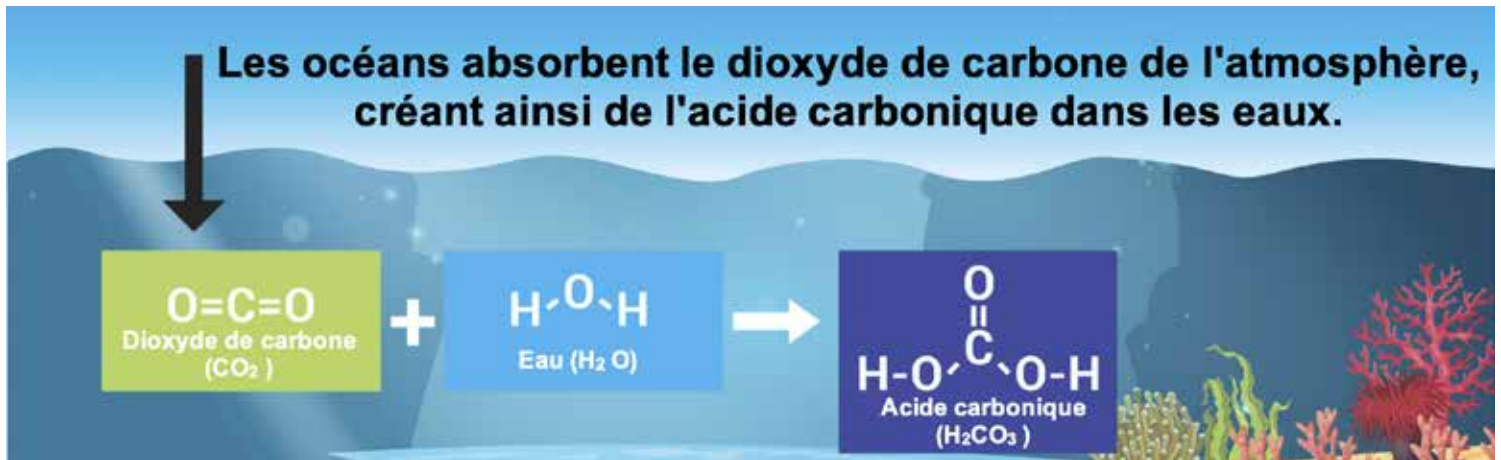 Les océans absorbent le dioxyde de carbone de l'atmosphère,
créant ainsi de l'acide carbonique dans les eaux.
O=C=O
Dioxyde de carbone
(CO₂ )
+
H O H
Eau (H₂ O)
O
C
H-O O-H
Acide carbonique
(H₂CO₃ )